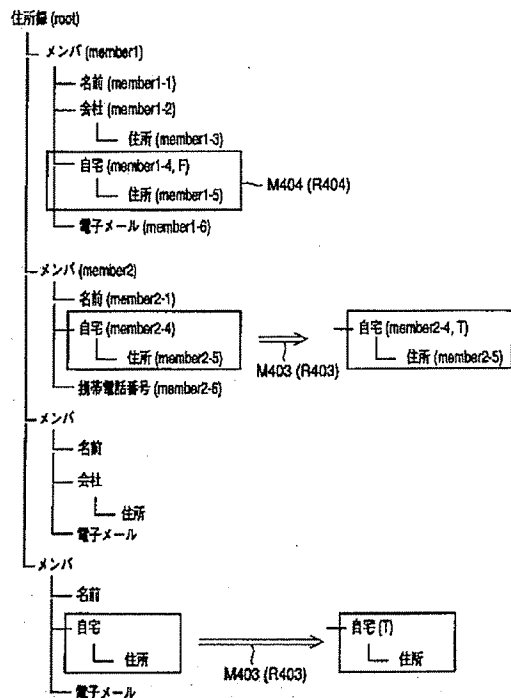 住所録 (root)
メンバ (member1)
名前 (member1-1)
会社 (member1-2)
住所 (member1-3)
自宅 (member1-4, F)
住所 (member1-5)
M404 (R404)
電子メール (member1-6)
メンバ (member2)
名前 (member2-1)
自宅 (member2-4)
住所 (member2-5)
M403 (R403)
自宅 (member2-4, T)
住所 (member2-5)
携帯電話番号 (member2-6)
メンバ
名前
会社
住所
電子メール
メンバ
名前
自宅
住所
M403 (R403)
自宅 (T)
住所
電子メール